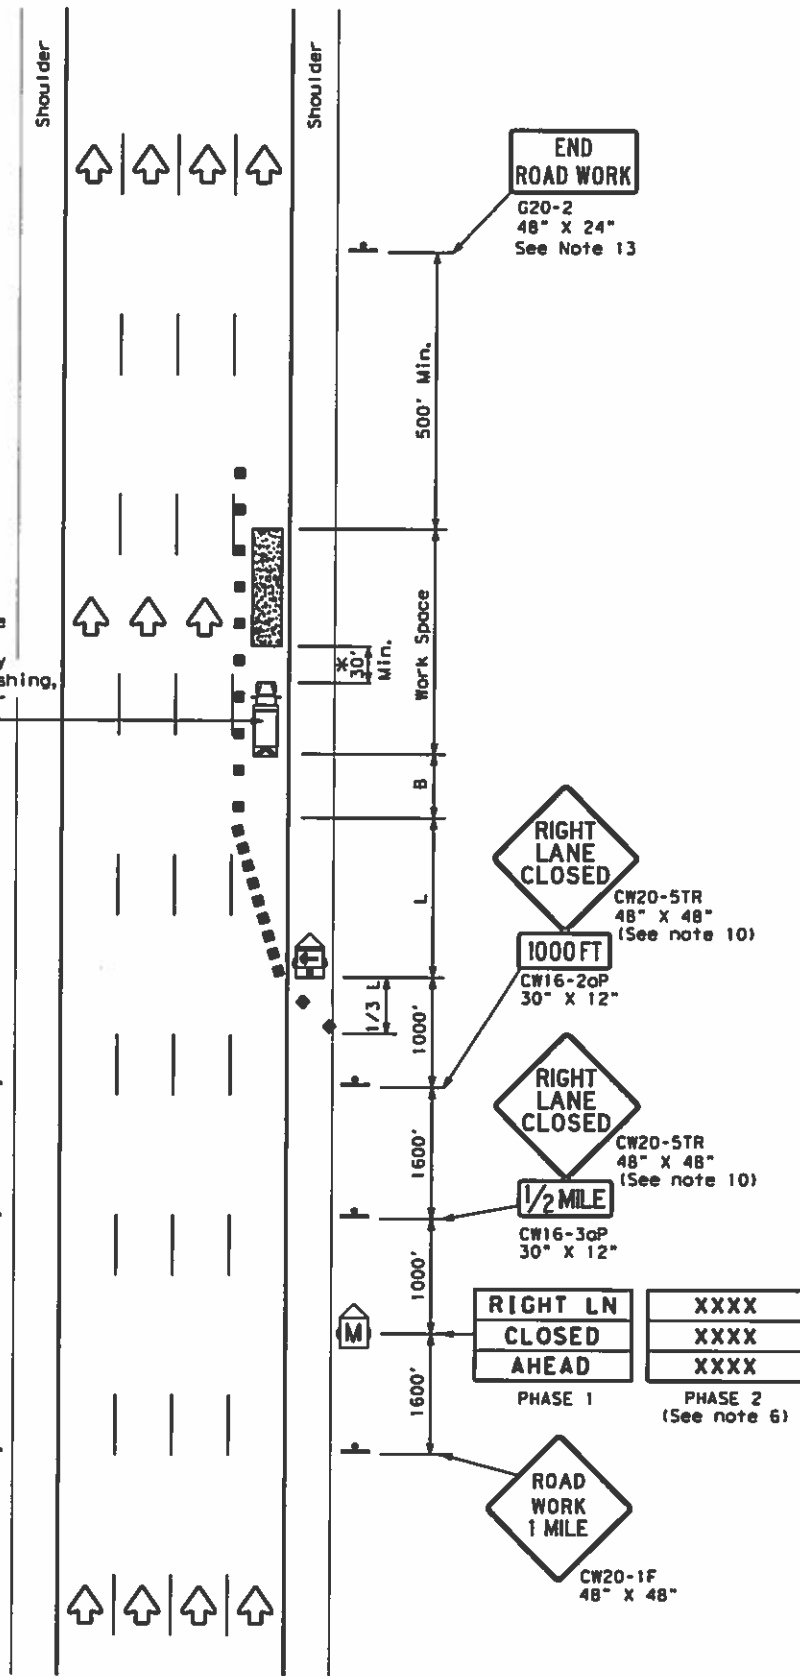 Shoulder
Shoulder
END
ROAD WORK
G20-2
48" X 24"
See Note 13
500' Min.
Work Space
*
30'
Min.
shing,
B
L
RIGHT
LANE
CLOSED
CW20-5TR
48" X 48"
(See note 10)
1000 FT
CW16-2aP
30" X 12"
1/3 L
1000'
RIGHT
LANE
CLOSED
CW20-5TR
48" X 48"
(See note 10)
1/2 MILE
CW16-3aP
30" X 12"
1600'
1000'
M
RIGHT LN
CLOSED
AHEAD
PHASE 1
XXXX
XXXX
XXXX
PHASE 2
(See note 6)
1600'
ROAD
WORK
1 MILE
CW20-1F
48" X 48"